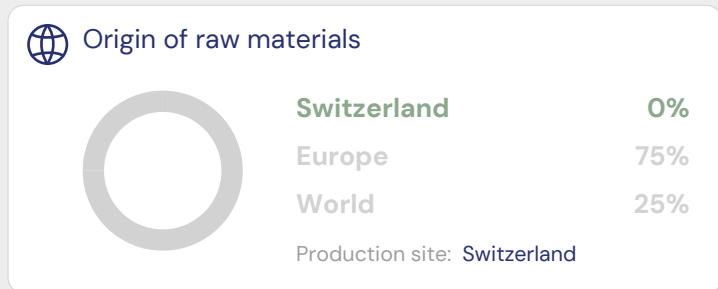 Origin of raw materials
Switzerland 0%
Europe 75%
World 25%
Production site: Switzerland